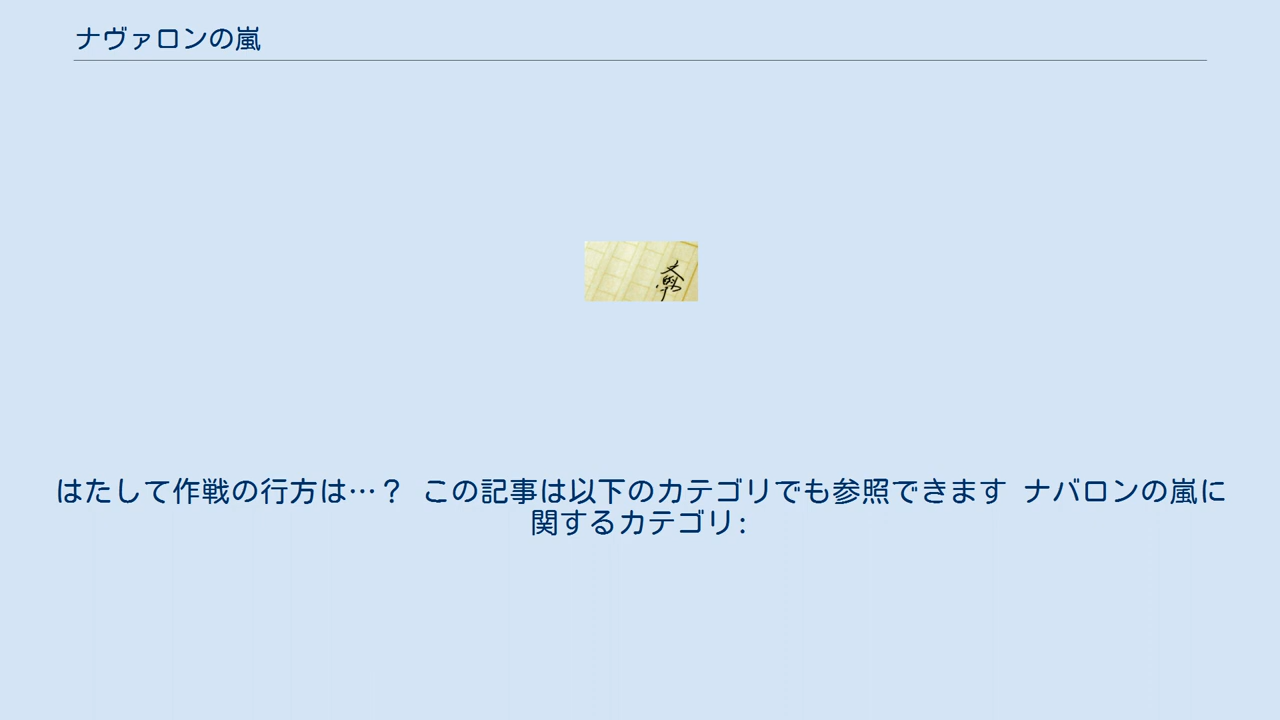 ナヴァロンの嵐
はたして作戦の行方は…？ この記事は以下のカテゴリでも参照できます ナバロンの嵐に
関するカテゴリ: